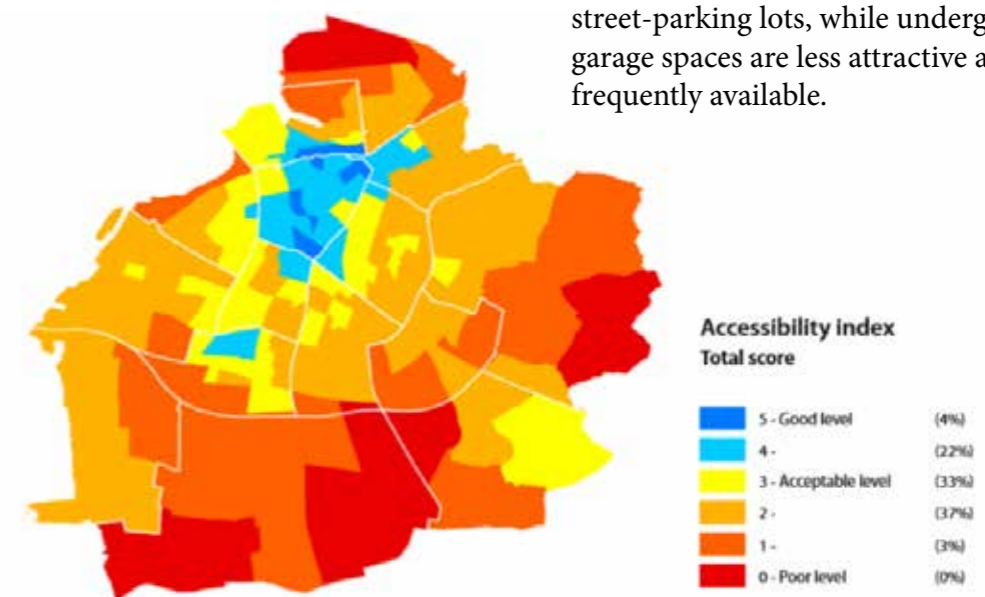 street-parking lots, while underg
garage spaces are less attractive a
frequently available.
Accessibility index
Total score
5 - Good level (4%)
4 - (22%)
3 - Acceptable level (33%)
2 - (37%)
1 - (3%)
0 - Poor level (0%)